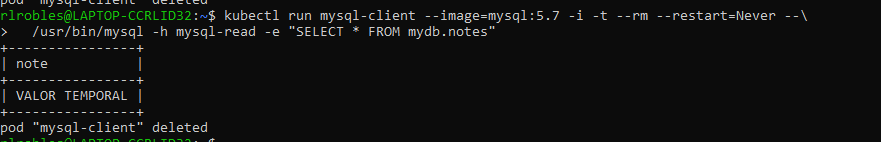 pod "mysql-client" deleted
rlrobles@LAPTOP-CCRLID32:~$ kubectl run mysql-client --image=mysql:5.7 -i -t --rm --restart=Never --\
>   /usr/bin/mysql -h mysql-read -e "SELECT * FROM mydb.notes"
+----------------+
| note           |
+----------------+
| VALOR TEMPORAL |
+----------------+
pod "mysql-client" deleted
rlrobles@LAPTOP-CCRLID32:~$